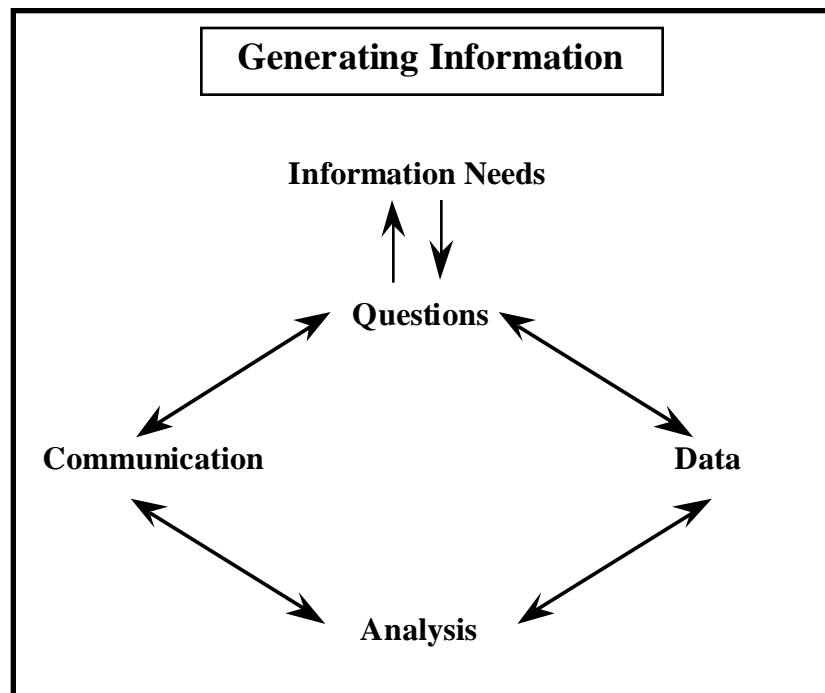 Generating Information
Information Needs
Questions
Communication
Data
Analysis